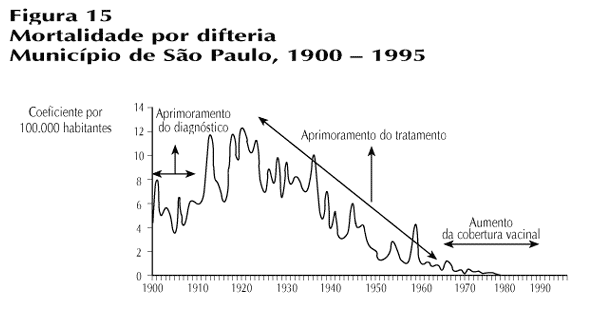 Figura 15
Mortalidade por difteria
Município de São Paulo, 1900 – 1995
Coeficiente por
100.000 habitantes
14
12
10
8
6
4
2
0
Aprimoramento
do diagnóstico
Aprimoramento do tratamento
Aumento
da cobertura vacinal
1900 1910 1920 1930 1940 1950 1960 1970 1980 1990